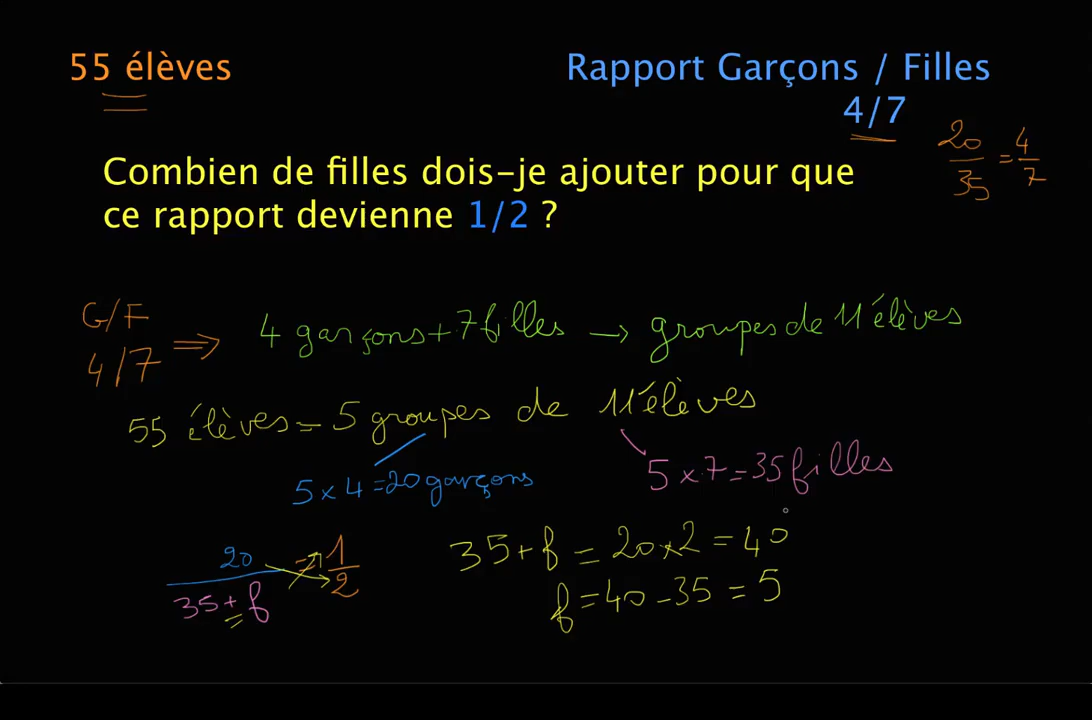 55 élèves
Rapport Garçons / Filles
4/7
20/35 = 4/7
Combien de filles dois-je ajouter pour que
ce rapport devienne 1/2 ?
G/F
4/7 ⇒ 4 garçons + 7 filles → groupes de 11 élèves
55 élèves = 5 groupes de 11 élèves
5 x 4 = 20 garçons
5 x 7 = 35 filles
20/35 + f = 1/2
35 + f = 20 x 2 = 40
f = 40 - 35 = 5